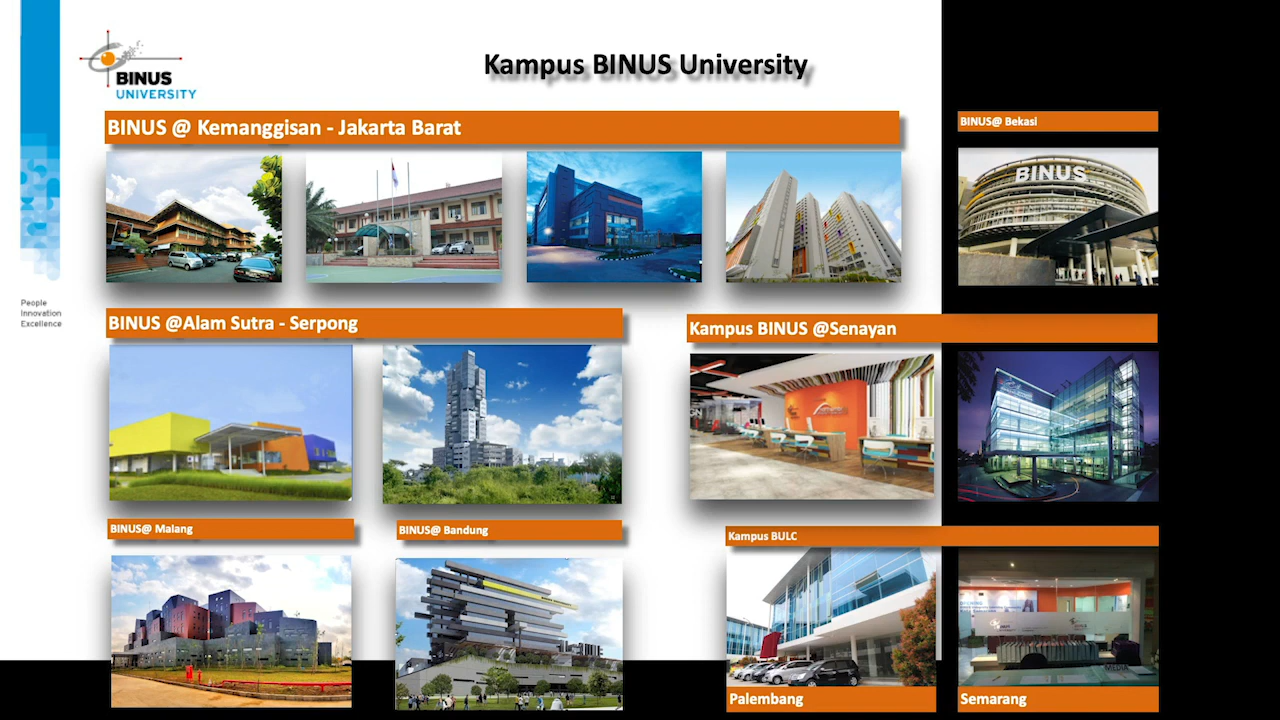 BINUS
UNIVERSITY
Kampus BINUS University
People
Innovation
Excellence
BINUS @ Kemanggisan - Jakarta Barat
BINUS@ Bekasi
BINUS
BINUS @Alam Sutra - Serpong
Kampus BINUS @Senayan
BINUS@ Malang
BINUS@ Bandung
Kampus BULC
BINUS
Palembang
Semarang